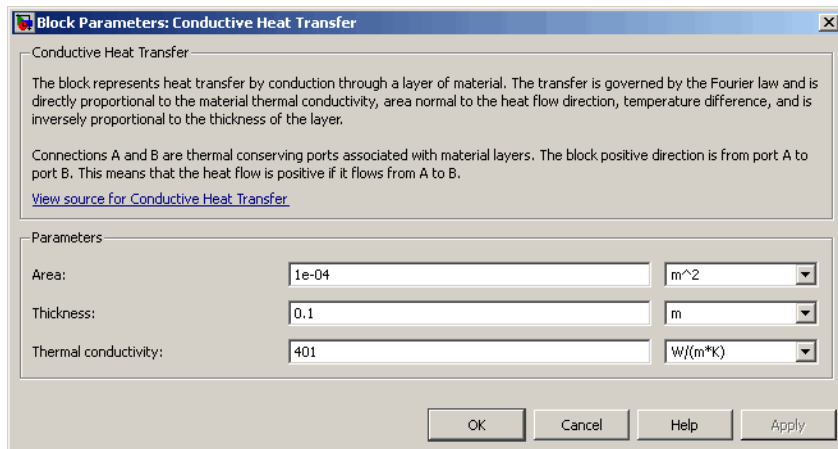 Block Parameters: Conductive Heat Transfer
Conductive Heat Transfer
The block represents heat transfer by conduction through a layer of material. The transfer is governed by the Fourier law and is
directly proportional to the material thermal conductivity, area normal to the heat flow direction, temperature difference, and is
inversely proportional to the thickness of the layer.
Connections A and B are thermal conserving ports associated with material layers. The block positive direction is from port A to
port B. This means that the heat flow is positive if it flows from A to B.
View source for Conductive Heat Transfer
Parameters
Area: 1e-04 m^2
Thickness: 0.1 m
Thermal conductivity: 401 W/(m*K)
OK Cancel Help Apply